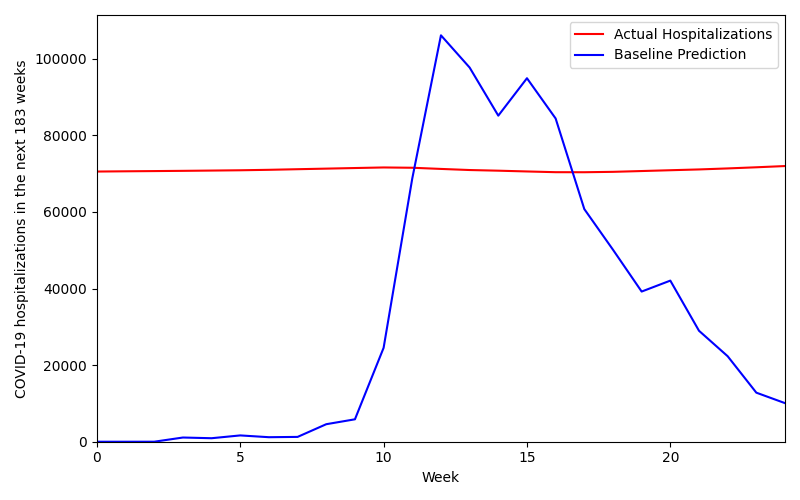 Actual Hospitalizations
Baseline Prediction
COVID-19 hospitalizations in the next 183 weeks
100000
80000
60000
40000
20000
0
0 5 10 15 20
Week